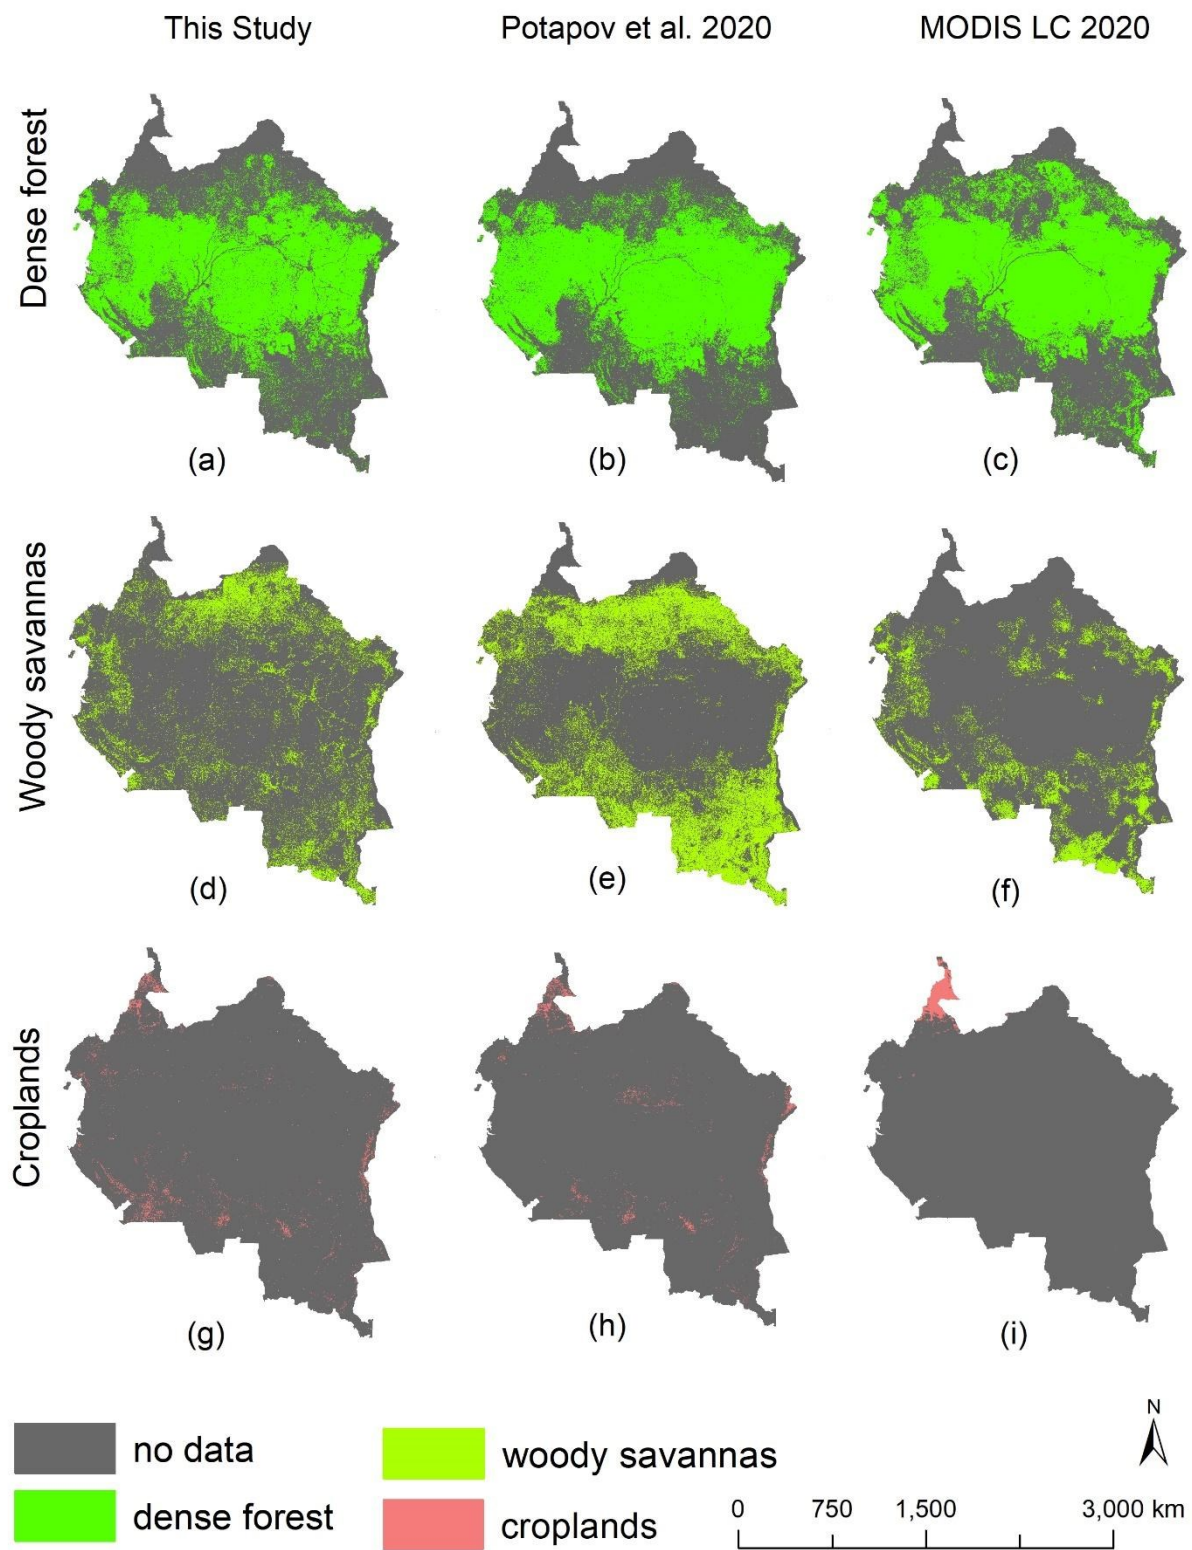 This Study
Potapov et al. 2020
MODIS LC 2020
Dense forest
(a)
(b)
(c)
Woody savannas
(d)
(e)
(f)
Croplands
(g)
(h)
(i)
no data
woody savannas
dense forest
croplands
N
0 750 1,500 3,000 km